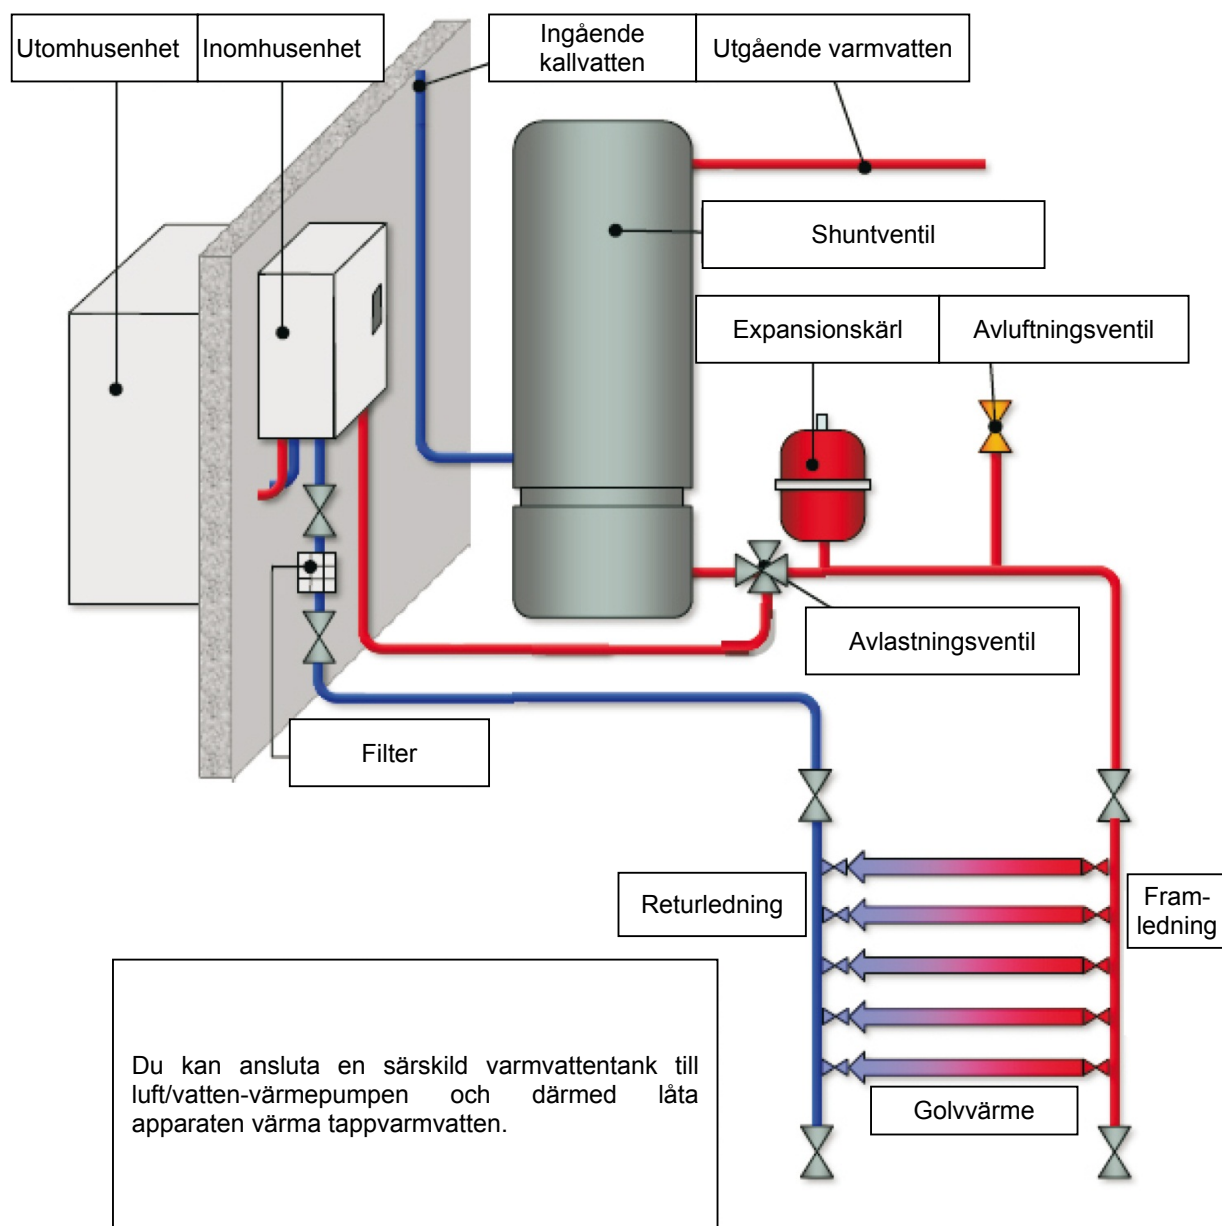 Utomhusenhet
Inomhusenhet
Ingående
kallvatten
Utgående varmvatten
Shuntventil
Expansionskärl
Avluftningsventil
Avlastningsventil
Filter
Returledning
Fram-
ledning
Golvvärme
Du kan ansluta en särskild varmvattentank till
luft/vatten-värmepumpen och därmed låta
apparaten värma tappvarmvatten.